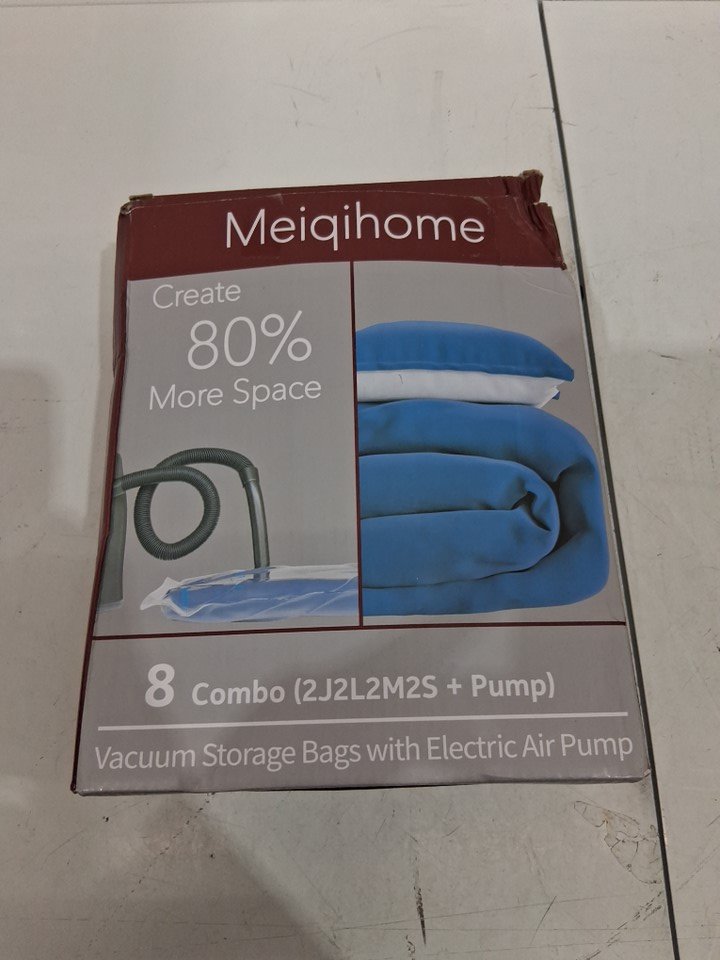 Meiqihome
Create
80%
More Space
8 Combo (2J2L2M2S + Pump)
Vacuum Storage Bags with Electric Air Pump